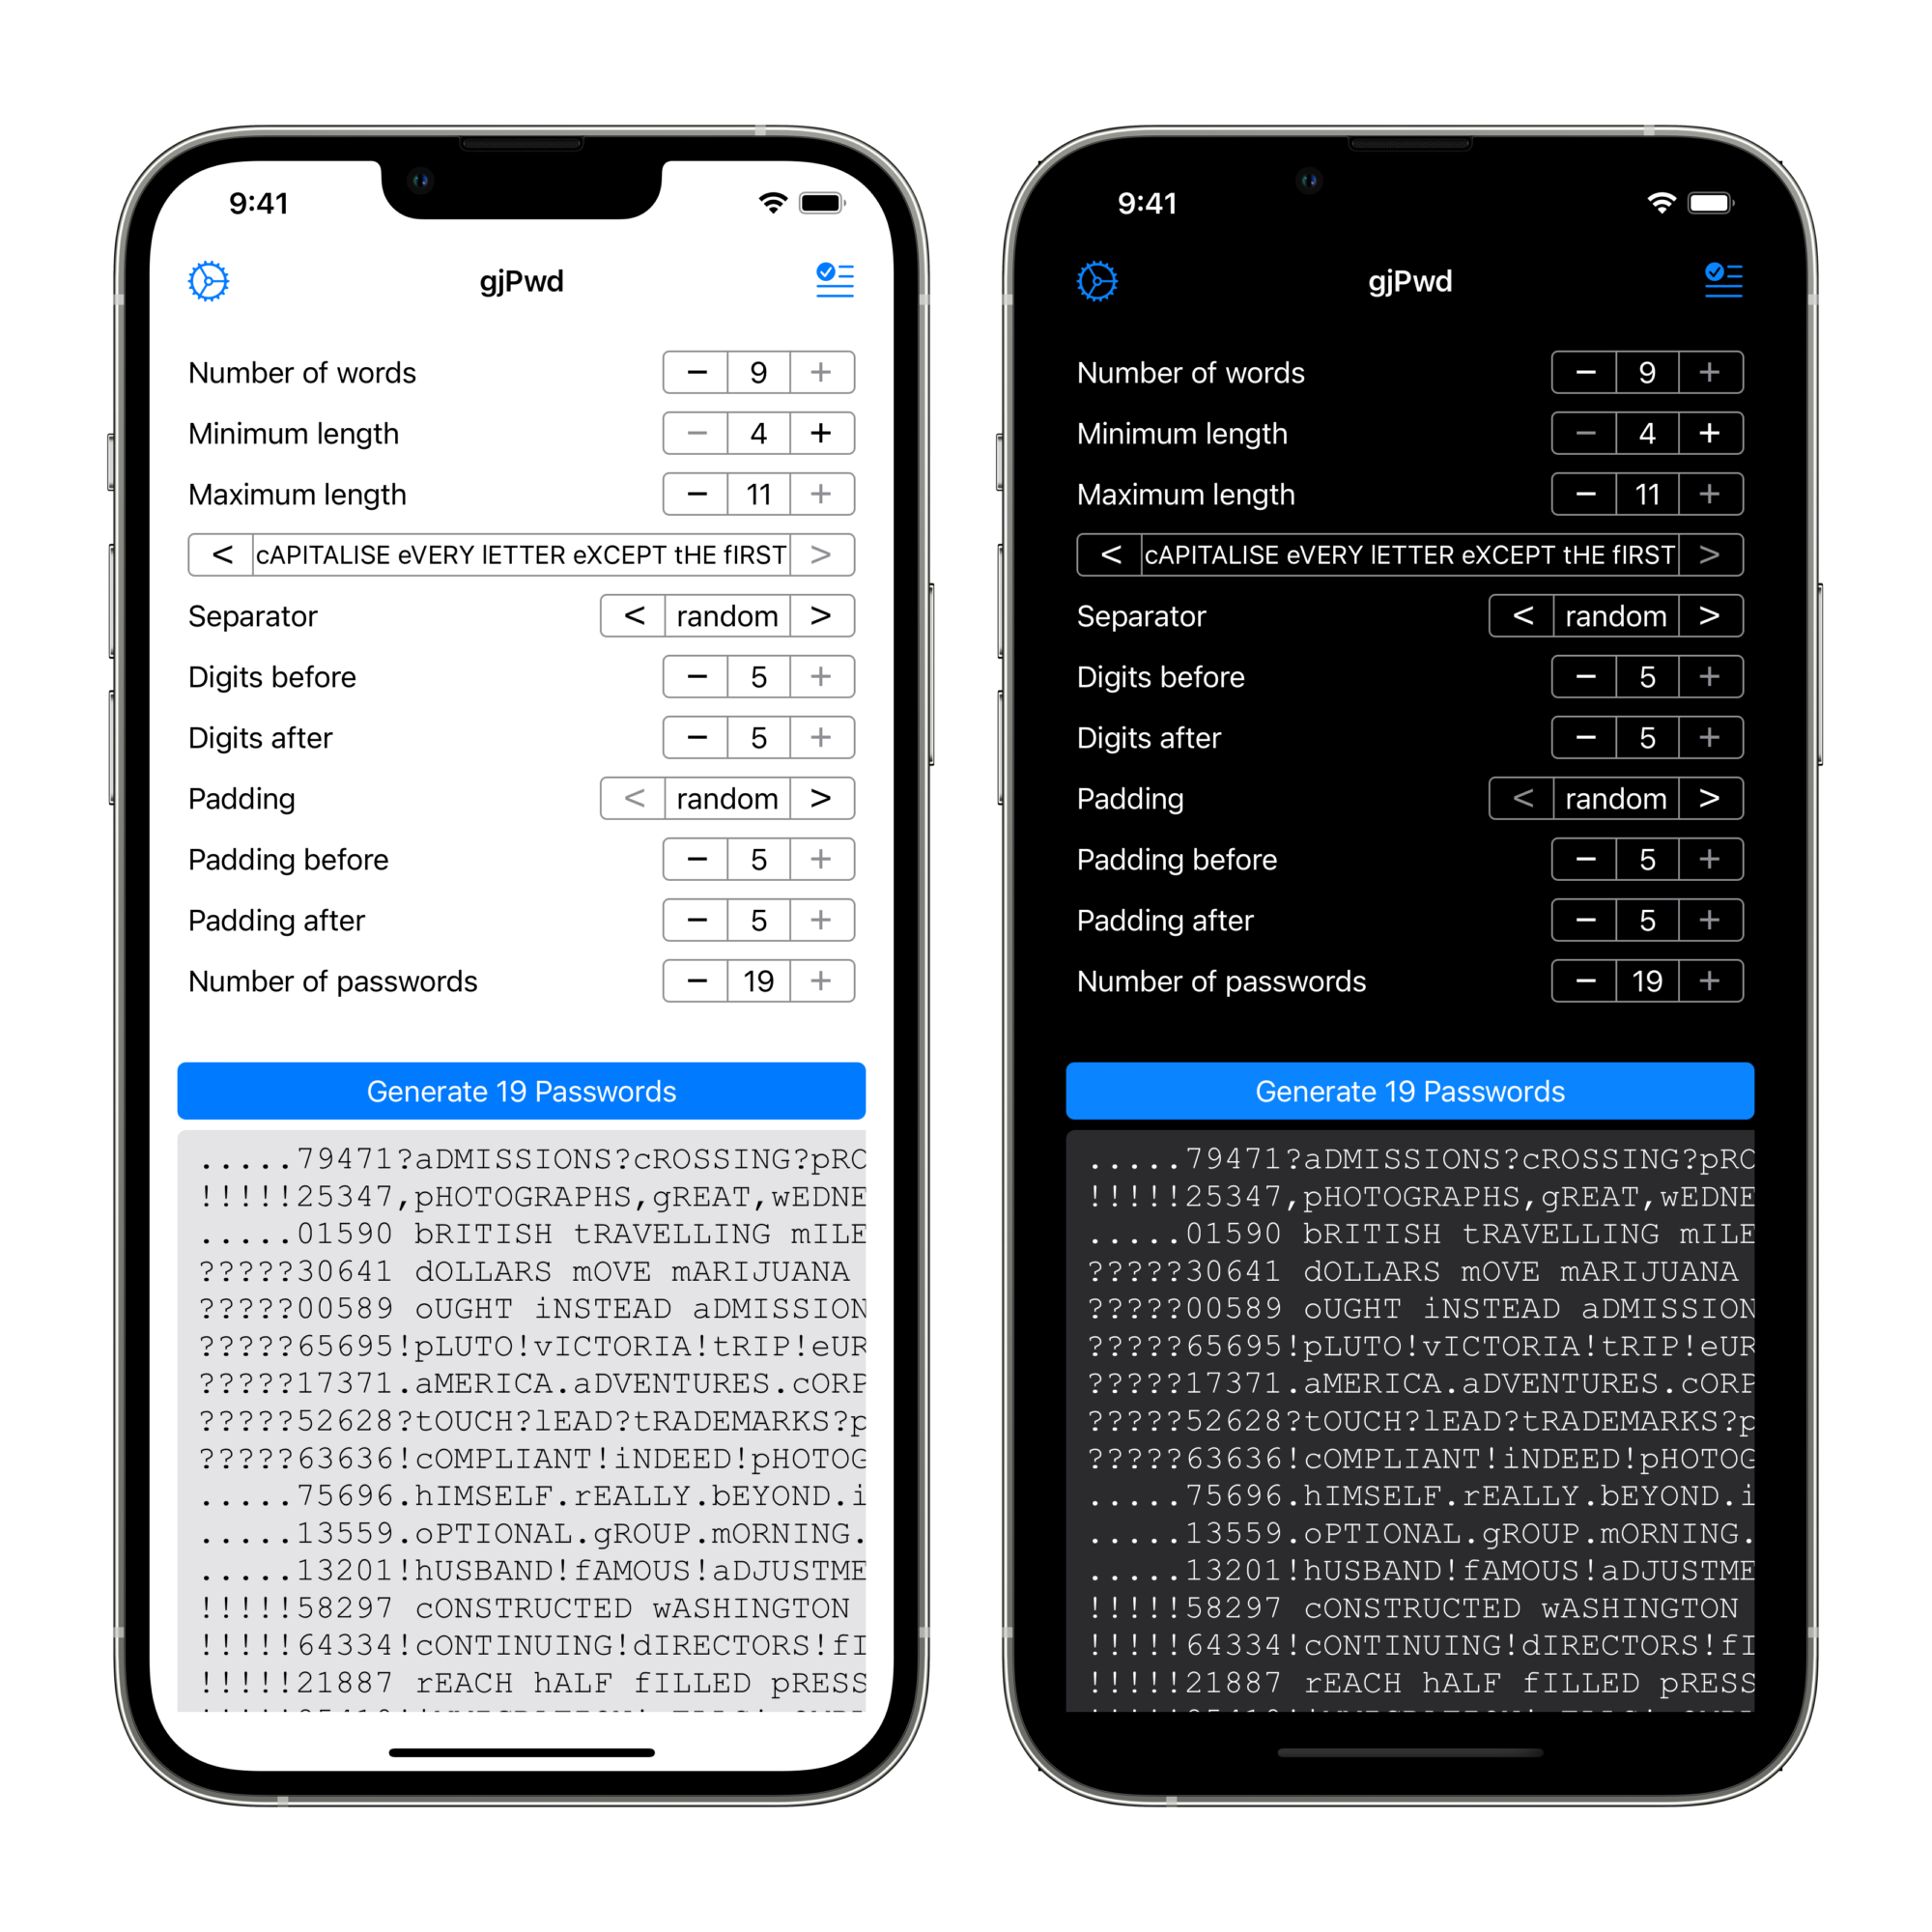 9:41
gjPwd
Number of words − 9 +
Minimum length − 4 +
Maximum length − 11 +
< cAPITALISE eVERY lETTER eXCEPT tHE fIRST >
Separator < random >
Digits before − 5 +
Digits after − 5 +
Padding < random >
Padding before − 5 +
Padding after − 5 +
Number of passwords − 19 +
Generate 19 Passwords
.....79471?aDMISSIONS?cROSSING?pRO
!!!!!25347,pHOTOGRAPHS,gREAT,wEDNE
.....01590 bRITISH tRAVELLING mILE
?????30641 dOLLARS mOVE mARIJUANA
?????00589 oUGHT iNSTEAD aDMISSION
?????65695!pLUTO!vICTORIA!tRIP!eUR
?????17371.aMERICA.aDVENTURES.cORP
?????52628?tOUCH?lEAD?tRADEMARKS?p
?????63636!cOMPLIANT!iNDEED!pHOTOG
.....75696.hIMSELF.rEALLY.bEYOND.i
.....13559.oPTIONAL.gROUP.mORNING.
.....13201!hUSBAND!fAMOUS!aDJUSTME
!!!!!58297 cONSTRUCTED wASHINGTON
!!!!!64334!cONTINUING!dIRECTORS!fI
!!!!!21887 rEACH hALF fILLED pRESS
9:41
gjPwd
Number of words − 9 +
Minimum length − 4 +
Maximum length − 11 +
< cAPITALISE eVERY lETTER eXCEPT tHE fIRST >
Separator < random >
Digits before − 5 +
Digits after − 5 +
Padding < random >
Padding before − 5 +
Padding after − 5 +
Number of passwords − 19 +
Generate 19 Passwords
.....79471?aDMISSIONS?cROSSING?pRO
!!!!!25347,pHOTOGRAPHS,gREAT,wEDNE
.....01590 bRITISH tRAVELLING mILE
?????30641 dOLLARS mOVE mARIJUANA
?????00589 oUGHT iNSTEAD aDMISSION
?????65695!pLUTO!vICTORIA!tRIP!eUR
?????17371.aMERICA.aDVENTURES.cORP
?????52628?tOUCH?lEAD?tRADEMARKS?p
?????63636!cOMPLIANT!iNDEED!pHOTOG
.....75696.hIMSELF.rEALLY.bEYOND.i
.....13559.oPTIONAL.gROUP.mORNING.
.....13201!hUSBAND!fAMOUS!aDJUSTME
!!!!!58297 cONSTRUCTED wASHINGTON
!!!!!64334!cONTINUING!dIRECTORS!fI
!!!!!21887 rEACH hALF fILLED pRESS